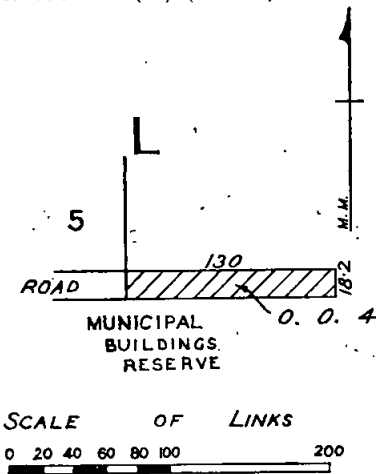 L
M.M.
5
130
ROAD
18·2
0. 0. 4
MUNICIPAL
BUILDINGS
RESERVE
SCALE OF LINKS
0 20 40 60 80 100 200